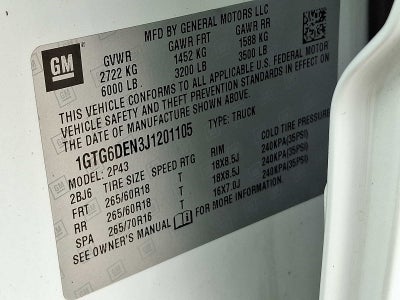 MFD BY GENERAL MOTORS LLC
GM GVWR GAWR FRT GAWR RR
2722 KG 1452 KG 1588 KG
6000 LB 3200 LB 3500 LB
THIS VEHICLE CONFORMS TO ALL APPLICABLE U.S. FEDERAL MOTOR
VEHICLE SAFETY AND THEFT PREVENTION STANDARDS IN EFFECT ON
THE DATE OF MANUFACTURE SHOWN ABOVE.
1GTG6DEN3J1201105 TYPE: TRUCK
MODEL: 2P43
2BJ6 TIRE SIZE SPEED RTG RIM COLD TIRE PRESSURE
FRT 265/60R18 T 18X8.5J 240KPA(35PSI)
RR 265/60R18 T 18X8.5J 240KPA(35PSI)
SPA 265/70R16 T 16X7.0J 240KPA(35PSI)
SEE OWNER'S MANUAL FOR MORE INFORMATION.